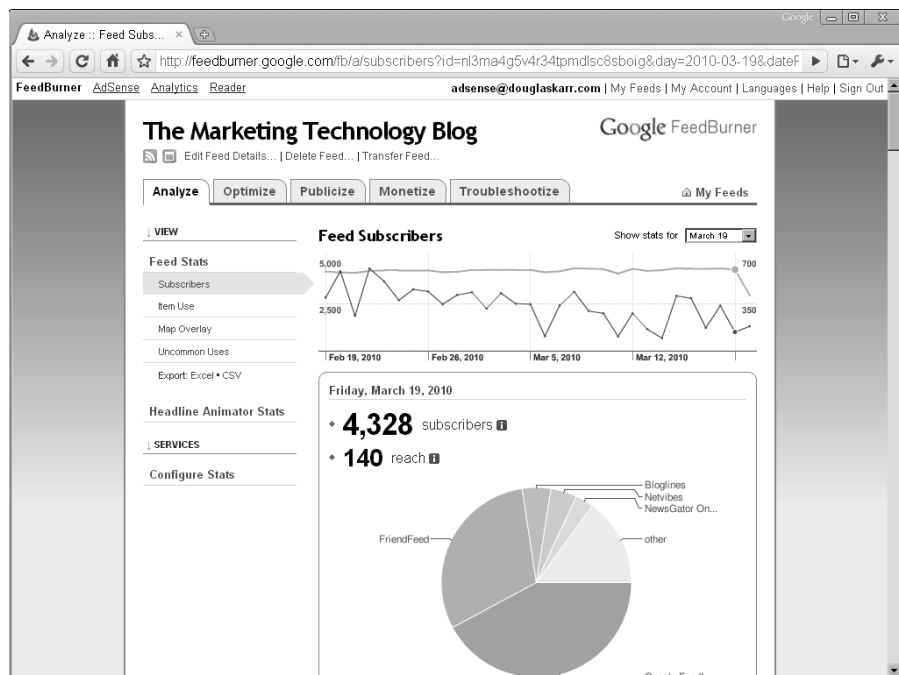 Google
Analyze :: Feed Subs...
http://feedburner.google.com/fb/a/subscribers?id=nl3ma4g5v4r34tpmdlsc8sboig&day=2010-03-19&dateF
FeedBurner AdSense Analytics Reader adsense@douglaskarr.com | My Feeds | My Account | Languages | Help | Sign Out
The Marketing Technology Blog
Google FeedBurner
Edit Feed Details... | Delete Feed... | Transfer Feed...
Analyze Optimize Publicize Monetize Troubleshootize My Feeds
↓ VIEW
Feed Stats
Subscribers
Item Use
Map Overlay
Uncommon Uses
Export: Excel • CSV
Headline Animator Stats
↓ SERVICES
Configure Stats
Feed Subscribers
Show stats for March 19
5,000 700
2,500 350
Feb 19, 2010 Feb 26, 2010 Mar 5, 2010 Mar 12, 2010
Friday, March 19, 2010
4,328 subscribers
140 reach
Bloglines
Netvibes
NewsGator On...
FriendFeed
other